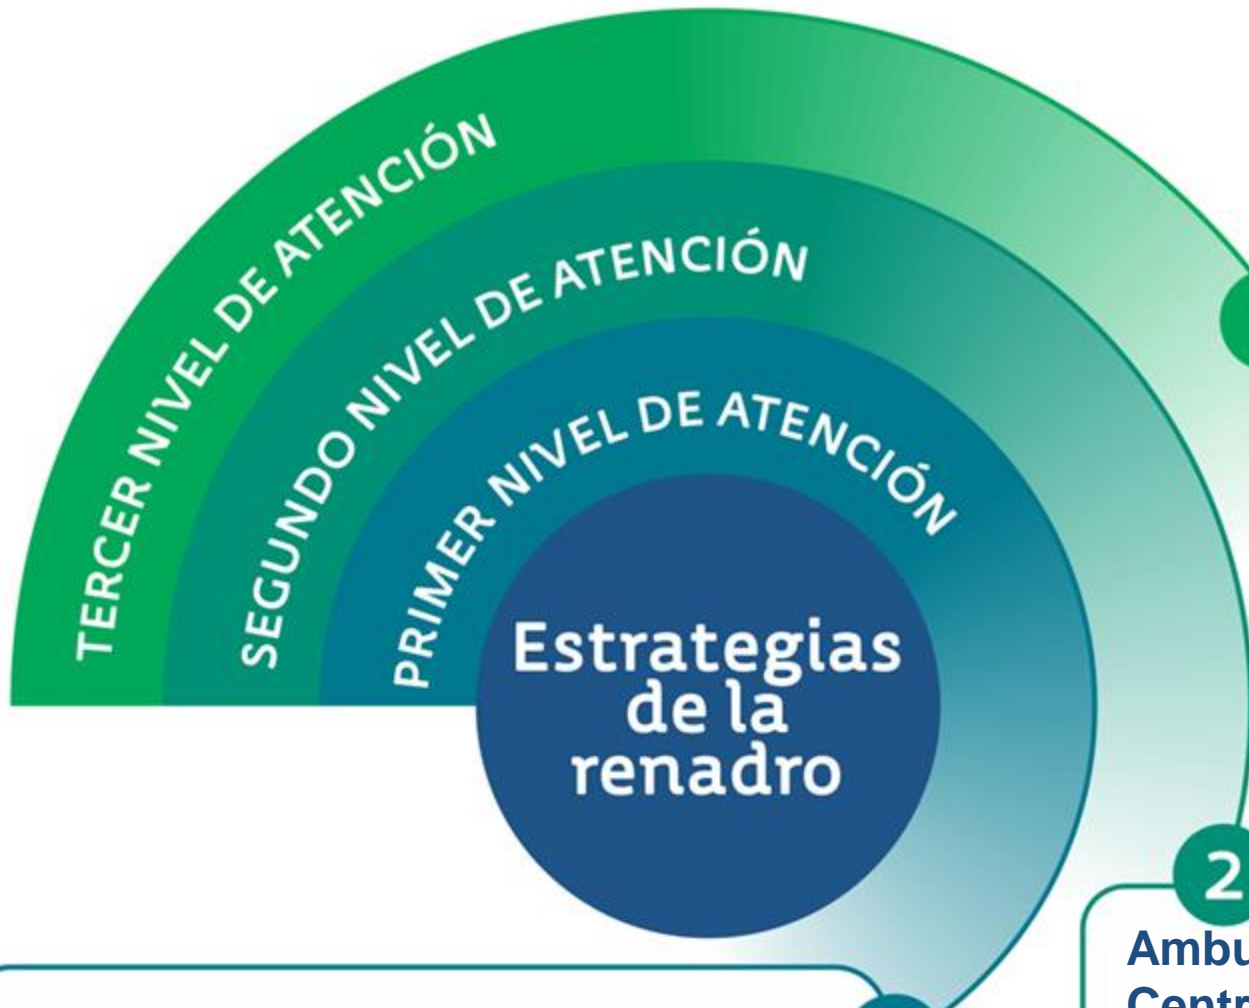 TERCER NIVEL DE ATENCIÓN
SEGUNDO NIVEL DE ATENCIÓN
PRIMER NIVEL DE ATENCIÓN
Estrategias
de la
renadro
2